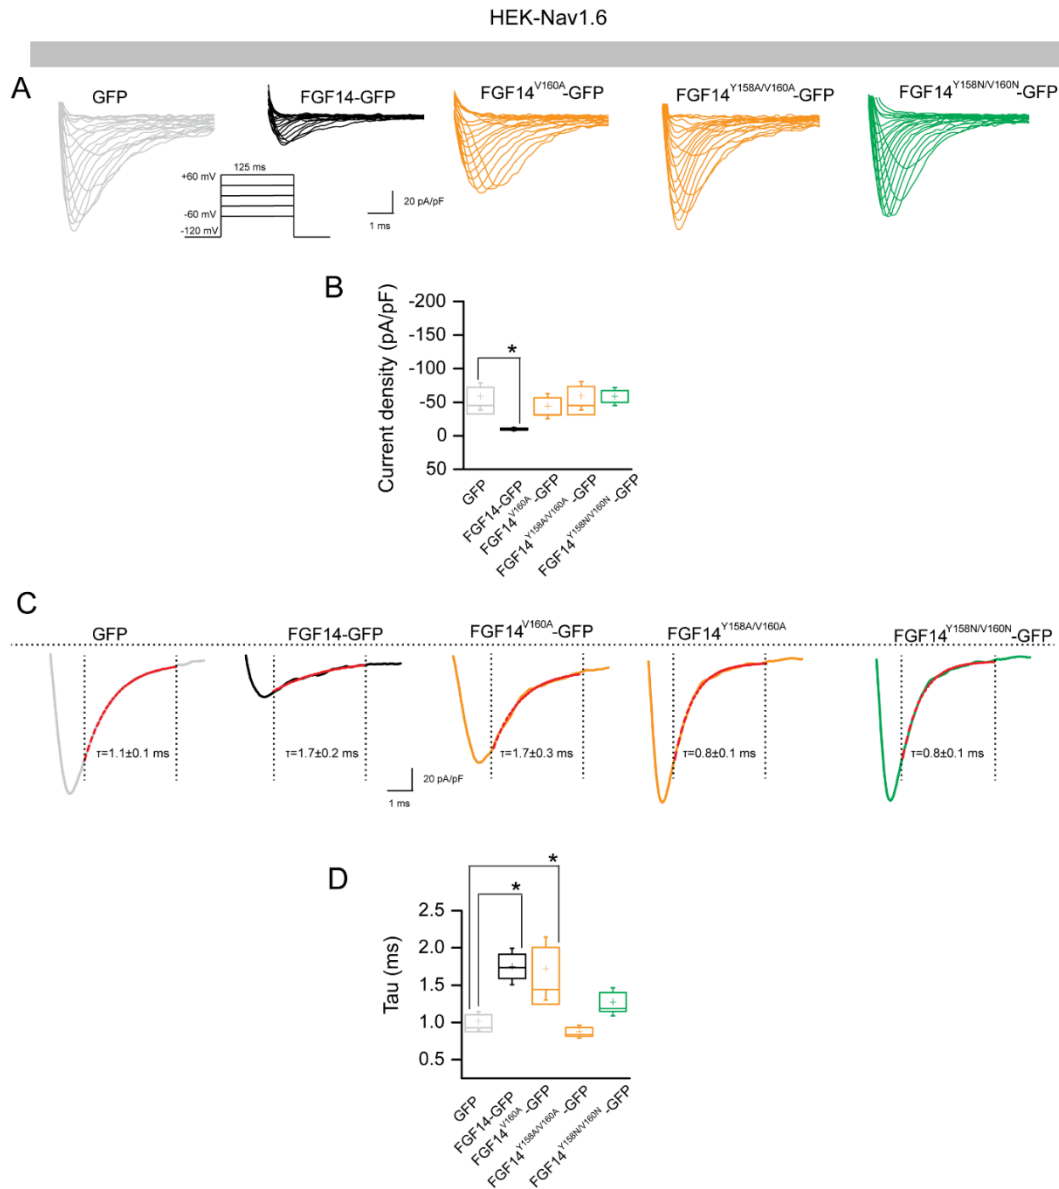 HEK-Nav1.6
A
GFP
FGF14-GFP
FGF14V160A-GFP
FGF14Y158A/V160A-GFP
FGF14Y158N/V160N-GFP
125 ms
+60 mV
-60 mV
-120 mV
20 pA/pF
1 ms
B
Current density (pA/pF)
-200
-150
-100
-50
0
50
*
GFP
FGF14-GFP
FGF14V160A-GFP
FGF14Y158A/V160A-GFP
FGF14Y158N/V160N-GFP
C
GFP
FGF14-GFP
FGF14V160A-GFP
FGF14Y158A/V160A
FGF14Y158N/V160N-GFP
τ=1.1±0.1 ms
τ=1.7±0.2 ms
τ=1.7±0.3 ms
τ=0.8±0.1 ms
τ=0.8±0.1 ms
20 pA/pF
1 ms
D
Tau (ms)
2.5
2.0
1.5
1.0
0.5
*
*
GFP
FGF14-GFP
FGF14V160A-GFP
FGF14Y158A/V160A-GFP
FGF14Y158N/V160N-GFP